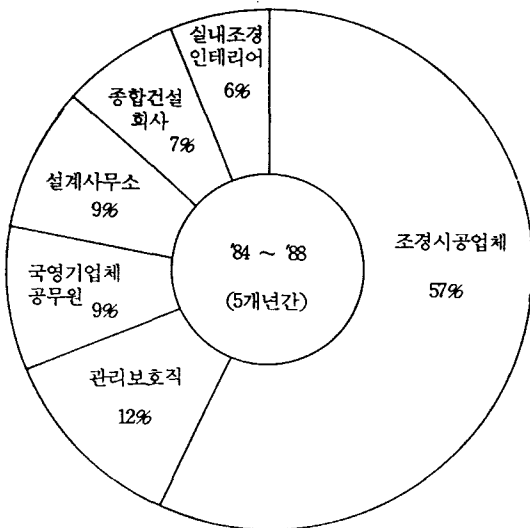 실내조경
인테리어
6%
종합건설
회사
7%
설계사무소
9%
국영기업체
공무원 9%
관리보호직
12%
조경시공업체
57%
'84 ~ '88
(5개년간)